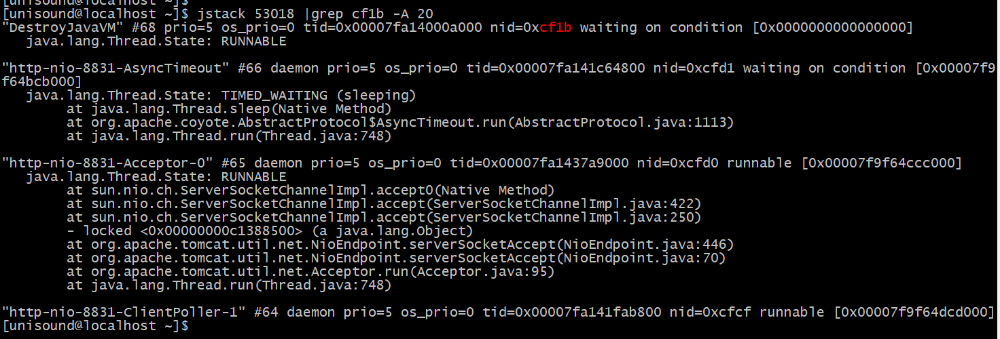 [unisound@localhost ~]$
[unisound@localhost ~]$ jstack 53018 |grep cf1b -A 20
"DestroyJavaVM" #68 prio=5 os_prio=0 tid=0x00007fa14000a000 nid=0xcf1b waiting on condition [0x0000000000000000]
   java.lang.Thread.State: RUNNABLE
"http-nio-8831-AsyncTimeout" #66 daemon prio=5 os_prio=0 tid=0x00007fa141c64800 nid=0xcfd1 waiting on condition [0x00007f9
f64bcb000]
   java.lang.Thread.State: TIMED_WAITING (sleeping)
        at java.lang.Thread.sleep(Native Method)
        at org.apache.coyote.AbstractProtocol$AsyncTimeout.run(AbstractProtocol.java:1113)
        at java.lang.Thread.run(Thread.java:748)
"http-nio-8831-Acceptor-0" #65 daemon prio=5 os_prio=0 tid=0x00007fa1437a9000 nid=0xcfd0 runnable [0x00007f9f64ccc000]
   java.lang.Thread.State: RUNNABLE
        at sun.nio.ch.ServerSocketChannelImpl.accept0(Native Method)
        at sun.nio.ch.ServerSocketChannelImpl.accept(ServerSocketChannelImpl.java:422)
        at sun.nio.ch.ServerSocketChannelImpl.accept(ServerSocketChannelImpl.java:250)
        - locked <0x00000000c1388500> (a java.lang.Object)
        at org.apache.tomcat.util.net.NioEndpoint.serverSocketAccept(NioEndpoint.java:446)
        at org.apache.tomcat.util.net.NioEndpoint.serverSocketAccept(NioEndpoint.java:70)
        at org.apache.tomcat.util.net.Acceptor.run(Acceptor.java:95)
        at java.lang.Thread.run(Thread.java:748)
"http-nio-8831-ClientPoller-1" #64 daemon prio=5 os_prio=0 tid=0x00007fa141fab800 nid=0xcfcf runnable [0x00007f9f64dcd000]
[unisound@localhost ~]$